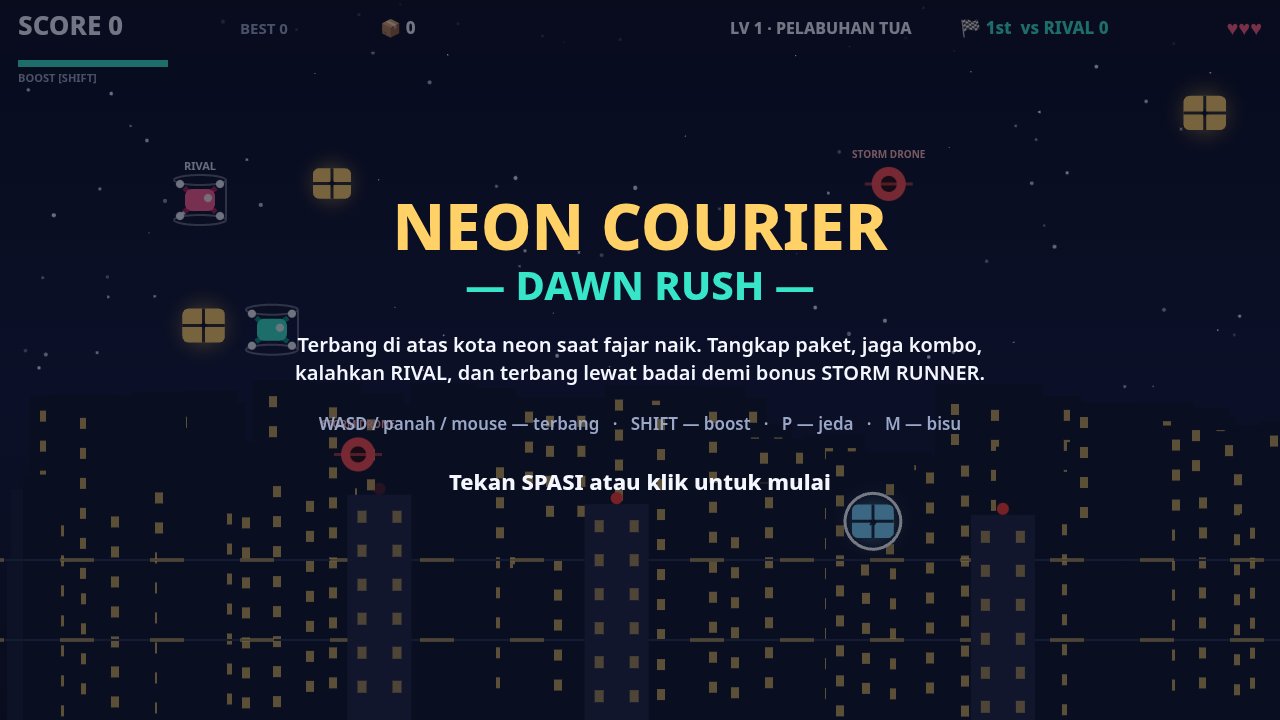 SCORE 0
BEST 0
📦 0
LV 1 · PELABUHAN TUA
🏁 1st vs RIVAL 0
♥♥♥
BOOST [SHIFT]
STORM DRONE
RIVAL
NEON COURIER
— DAWN RUSH —
Terbang di atas kota neon saat fajar naik. Tangkap paket, jaga kombo,
kalahkan RIVAL, dan terbang lewat badai demi bonus STORM RUNNER.
WASD / panah / mouse — terbang · SHIFT — boost · P — jeda · M — bisu
Tekan SPASI atau klik untuk mulai